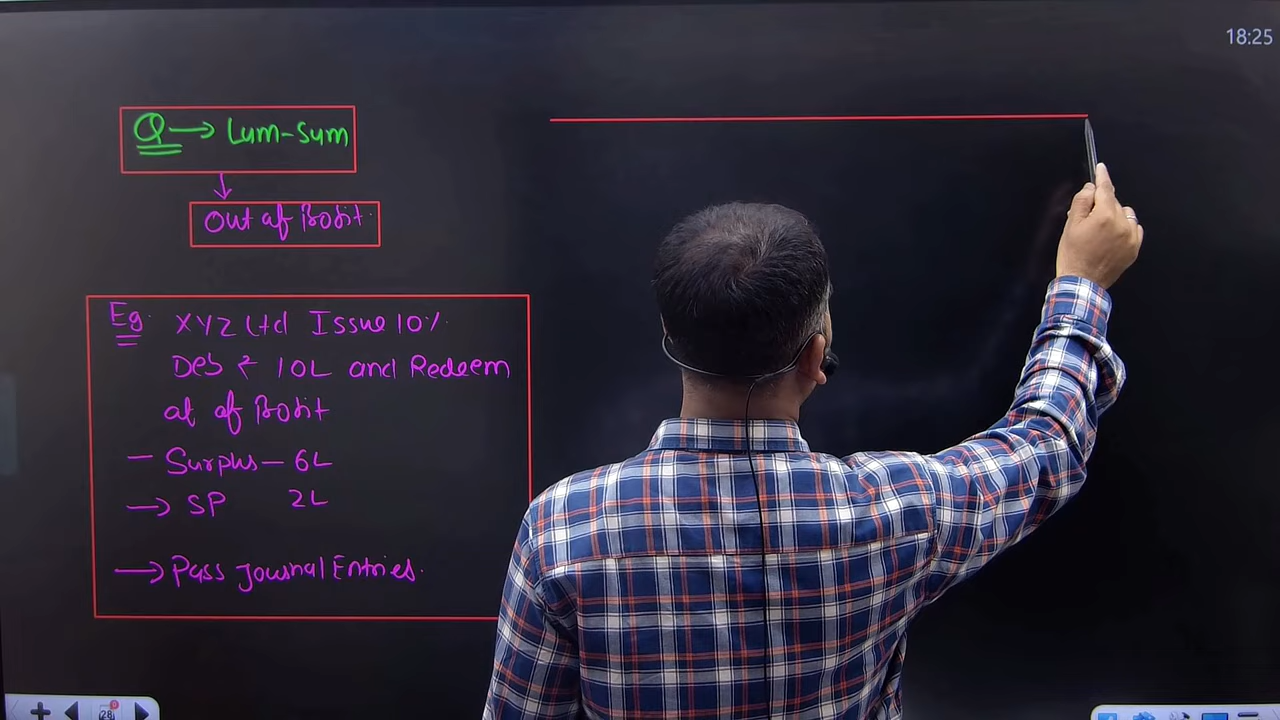 18:25
Q → Lum-Sum
Out of Profit
Eg. XYZ Ltd Issue 10%
Deb ₹ 10L and Redeem
at of Profit
— Surplus — 6L
→ SP 2L
→ Pass Journal Entries.
28